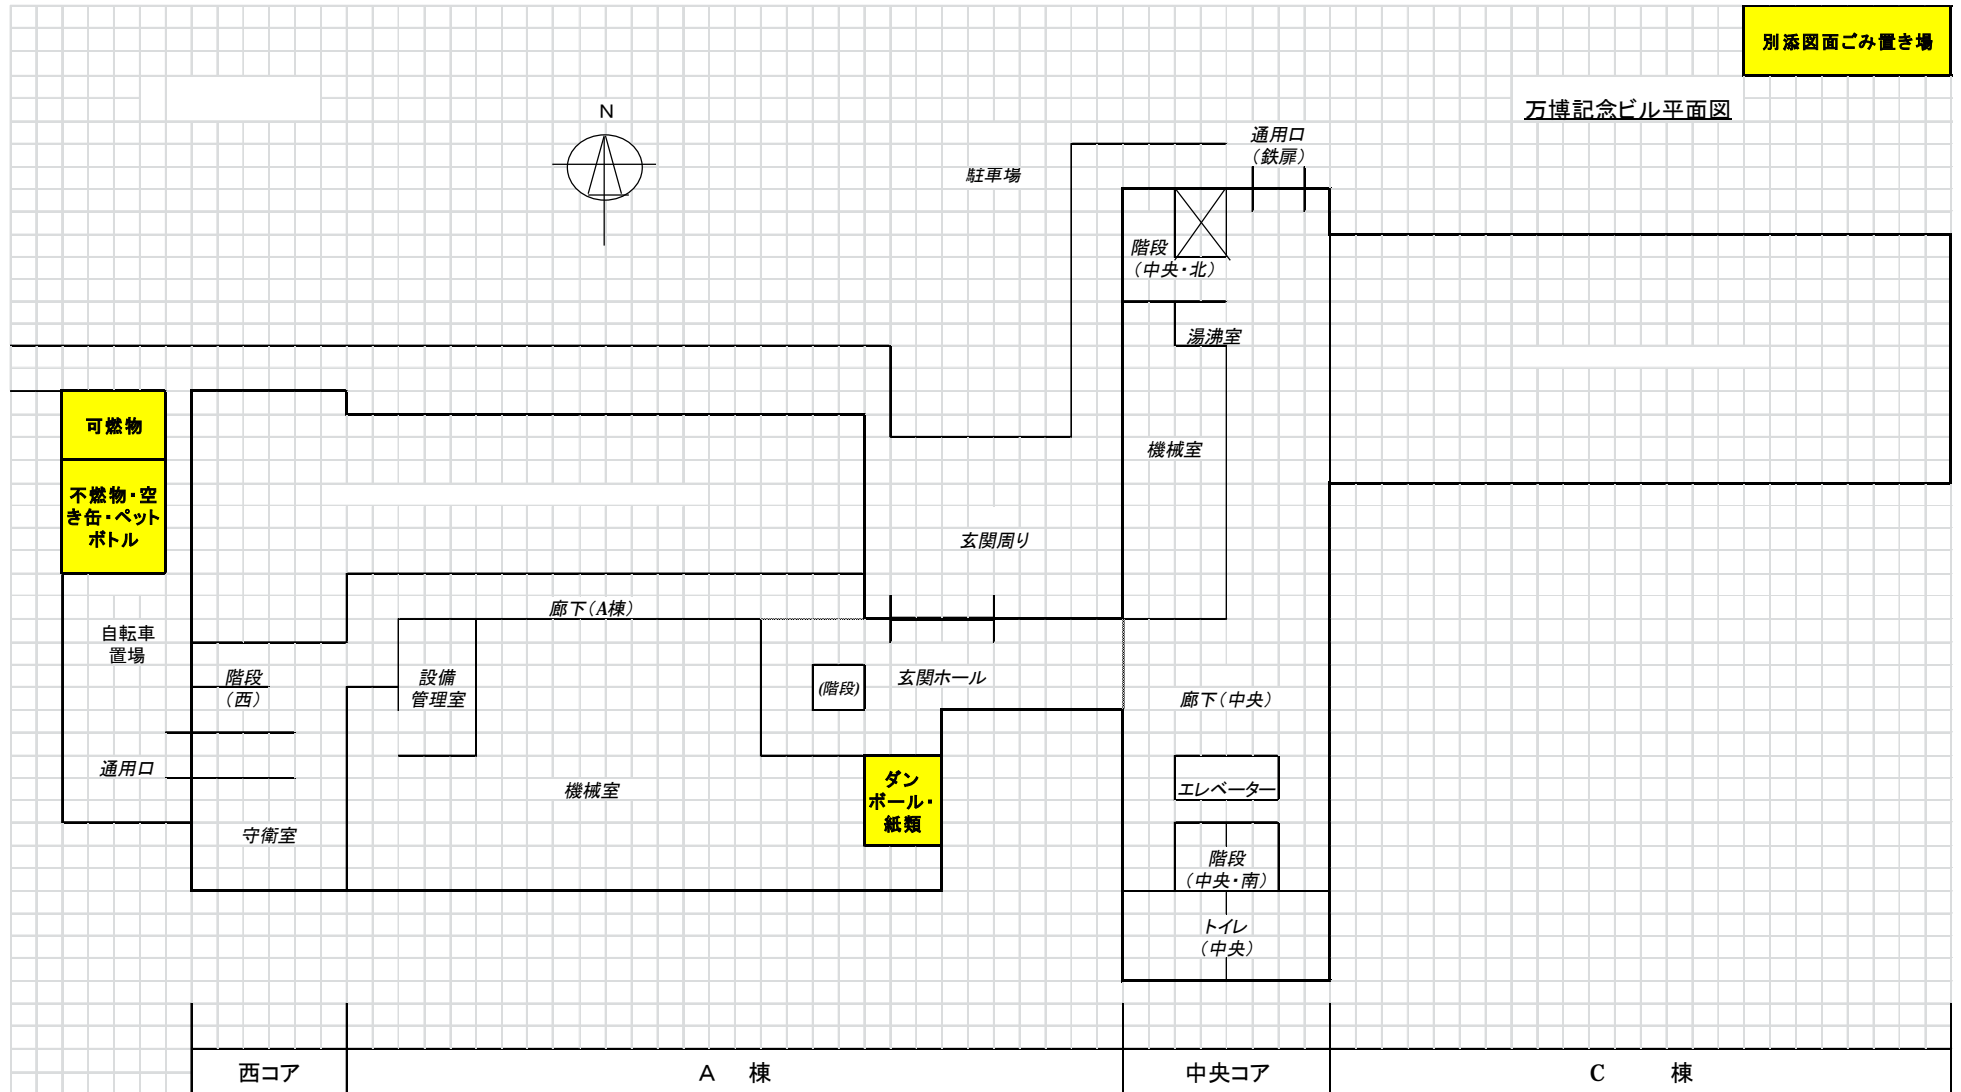 別添図面ごみ置き場
万博記念ビル平面図
N
通用口
（鉄扉）
駐車場
階段
（中央・北）
湯沸室
可燃物
機械室
不燃物・空
き缶・ペット
ボトル
玄関周り
廊下（A棟）
自転車
置場
階段
（西）
設備
管理室
(階段)
玄関ホール
廊下（中央）
通用口
機械室
ダン
ボール・
紙類
エレベーター
守衛室
階段
（中央・南）
トイレ
（中央）
西コア
A 棟
中央コア
C 棟